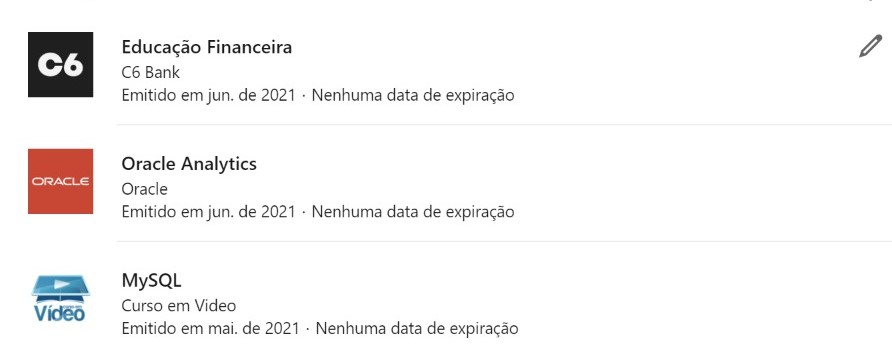 C6
Educação Financeira
C6 Bank
Emitido em jun. de 2021 · Nenhuma data de expiração
ORACLE
Oracle Analytics
Oracle
Emitido em jun. de 2021 · Nenhuma data de expiração
MySQL
Curso em Video
Vídeo
Emitido em mai. de 2021 · Nenhuma data de expiração